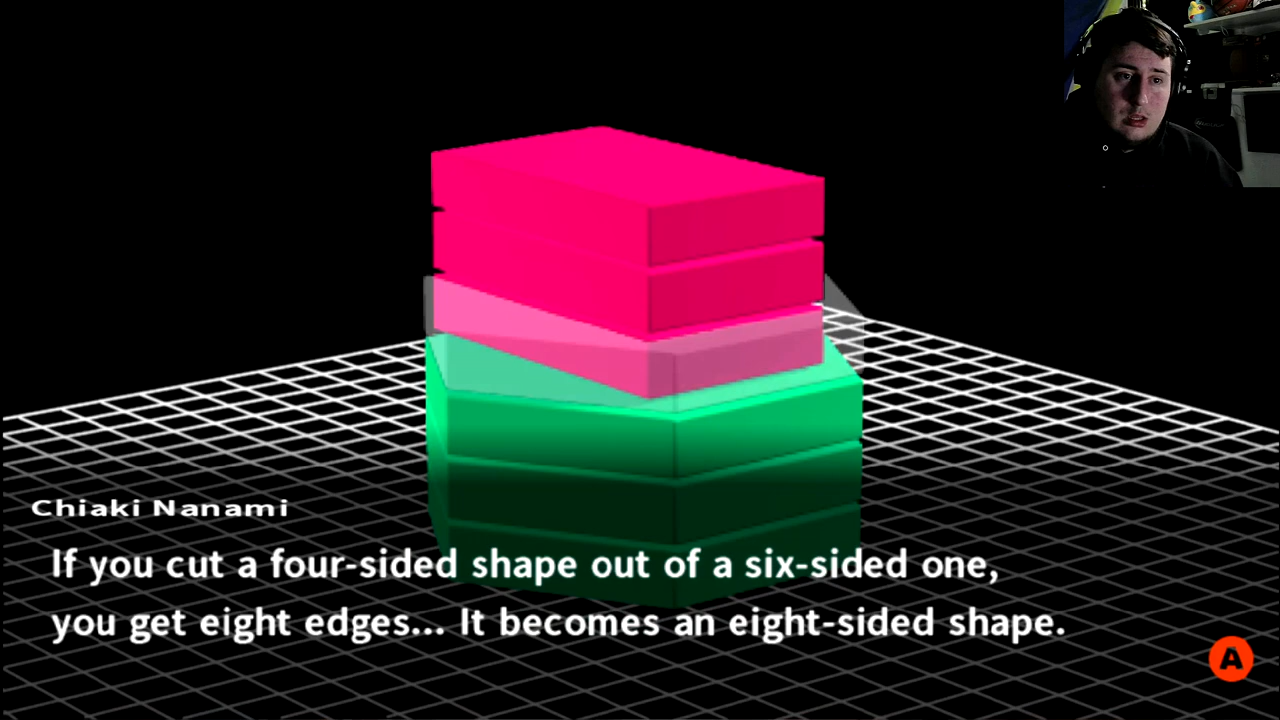 Chiaki Nanami
If you cut a four-sided shape out of a six-sided one,
you get eight edges... It becomes an eight-sided shape.
A